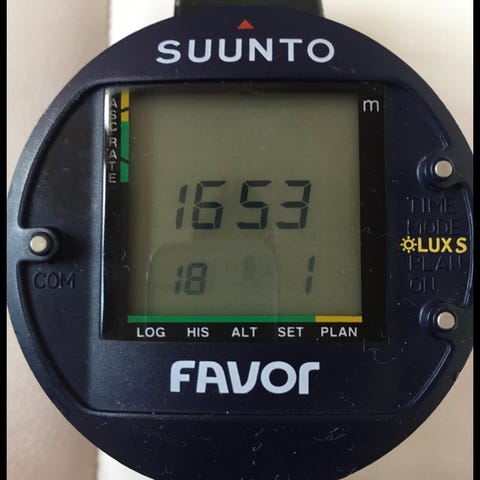 SUUNTO
m
ASC RATE
1653
TIME
MODE
LUX S
PLAN
ON
COM
18 1
LOG HIS ALT SET PLAN
FAVOR